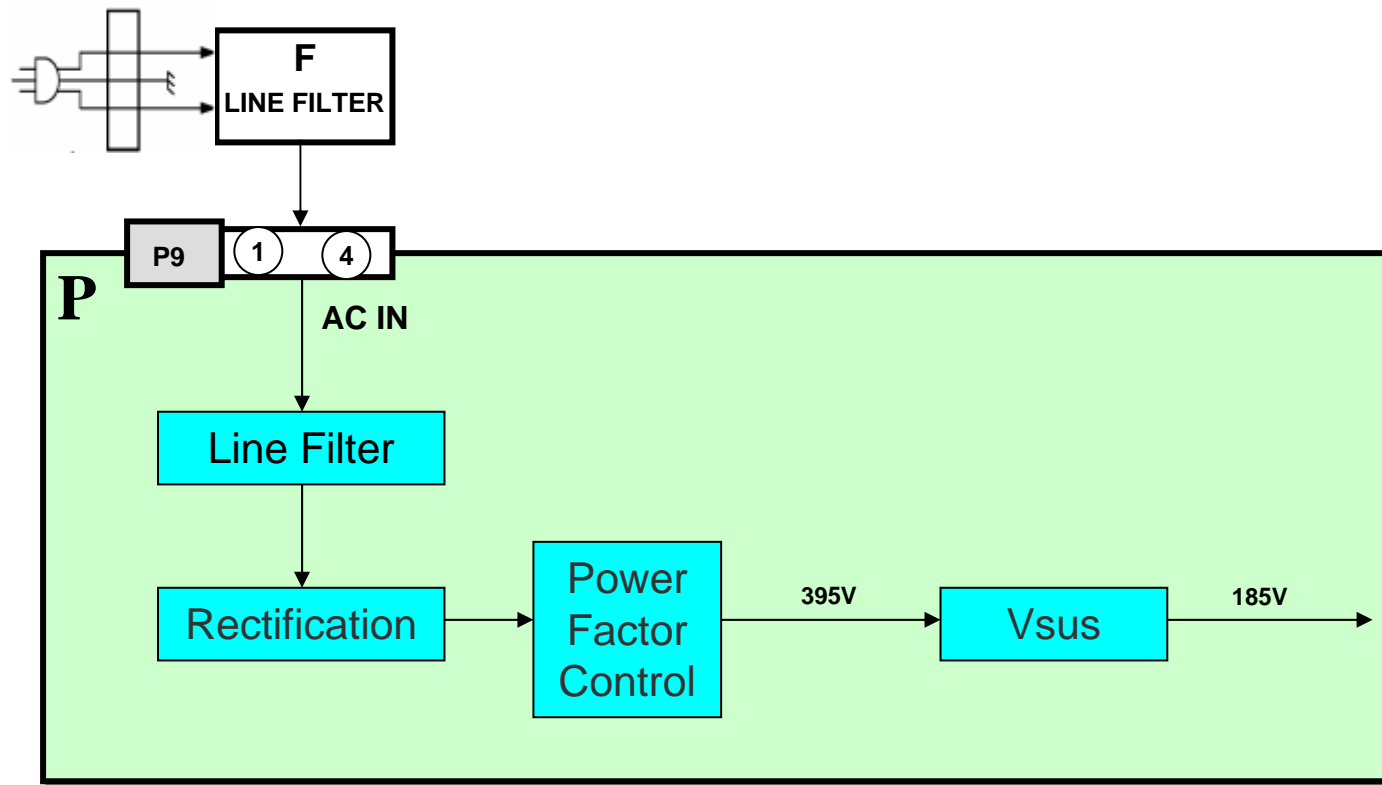 F
LINE FILTER
P9
1
4
P
AC IN
Line Filter
Rectification
Power
Factor
Control
395V
Vsus
185V